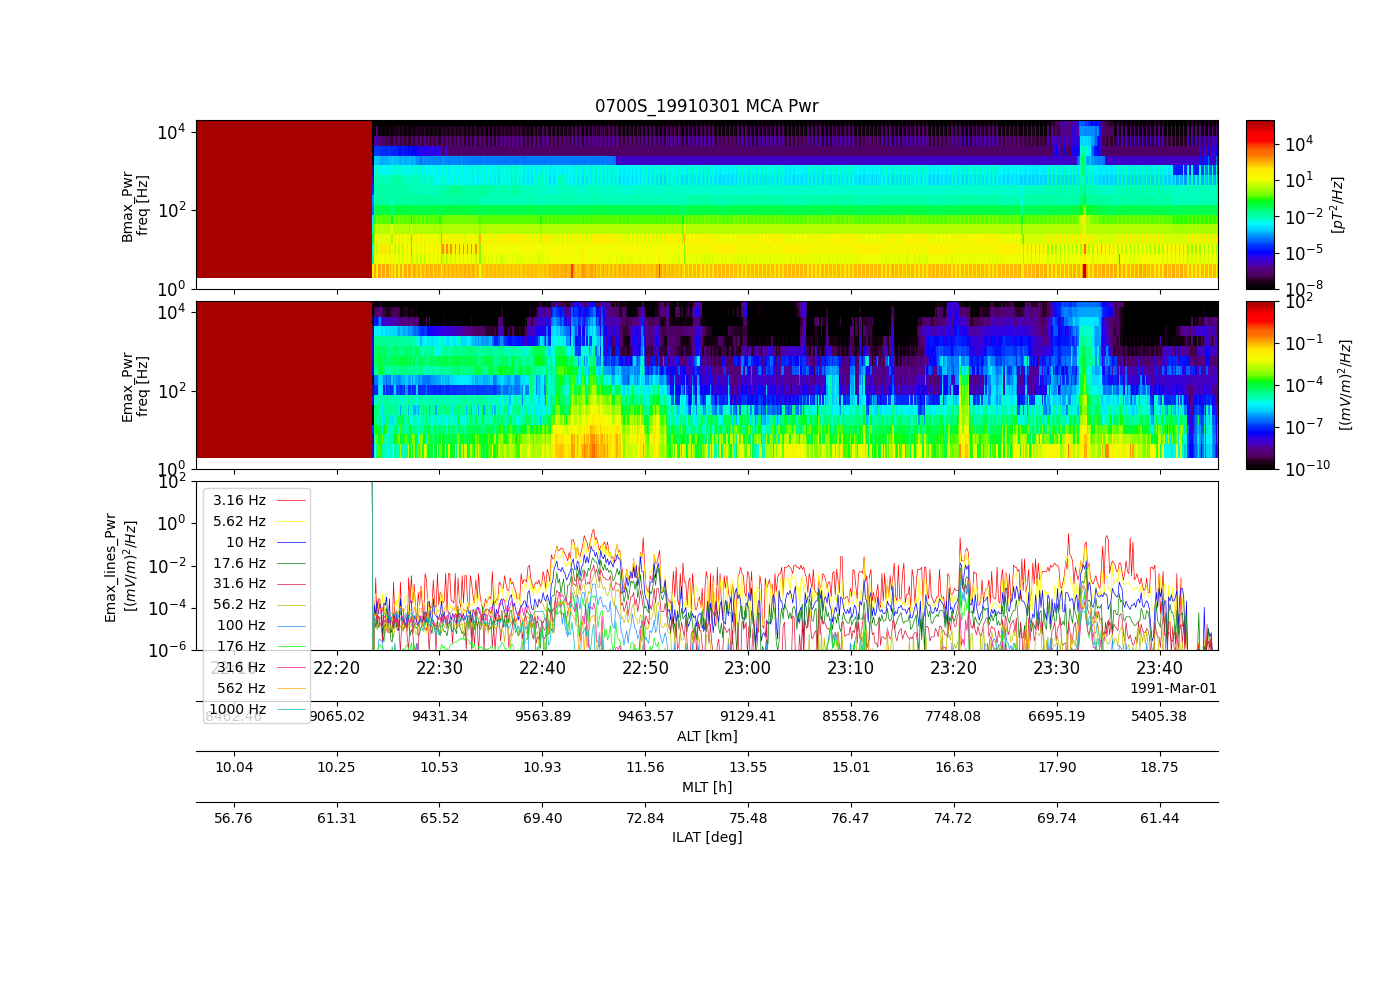 0700S_19910301 MCA Pwr
10^4
10^2
10^0
Bmax_Pwr
freq [Hz]
10^4
10^1
10^-2
10^-5
10^-8
[pT^2/Hz]
10^4
10^2
10^0
Emax_Pwr
freq [Hz]
10^2
10^-1
10^-4
10^-7
10^-10
[(mV/m)^2/Hz]
10^2
10^0
10^-2
10^-4
10^-6
Emax_lines_Pwr
[(mV/m)^2/Hz]
3.16 Hz
5.62 Hz
10 Hz
17.6 Hz
31.6 Hz
56.2 Hz
100 Hz
176 Hz
316 Hz
562 Hz
1000 Hz
22:10 22:20 22:30 22:40 22:50 23:00 23:10 23:20 23:30 23:40
1991-Mar-01
8462.46 9065.02 9431.34 9563.89 9463.57 9129.41 8558.76 7748.08 6695.19 5405.38
ALT [km]
10.04 10.25 10.53 10.93 11.56 13.55 15.01 16.63 17.90 18.75
MLT [h]
56.76 61.31 65.52 69.40 72.84 75.48 76.47 74.72 69.74 61.44
ILAT [deg]